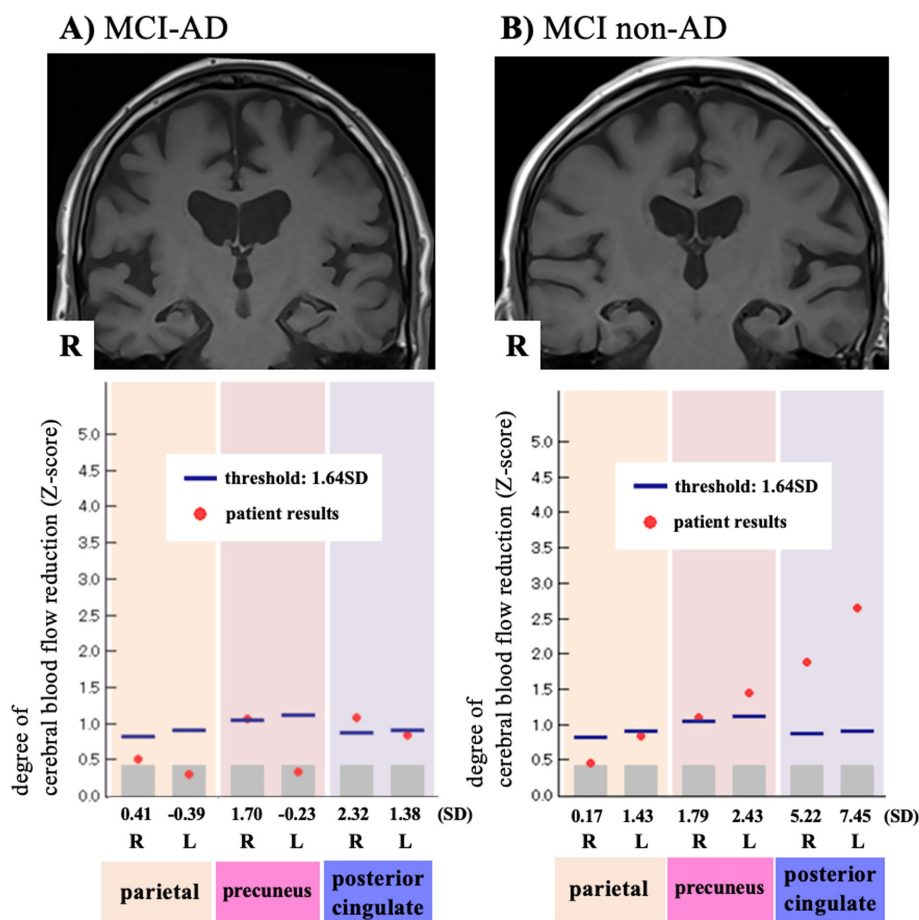 A) MCI-AD
R
degree of
cerebral blood flow reduction (Z-score)
5.0
4.5
4.0
3.5
3.0
2.5
2.0
1.5
1.0
0.5
0.0
threshold: 1.64SD
patient results
0.41 -0.39 1.70 -0.23 2.32 1.38 (SD)
R L R L R L
parietal
precuneus
posterior
cingulate
B) MCI non-AD
R
degree of
cerebral blood flow reduction (Z-score)
5.0
4.5
4.0
3.5
3.0
2.5
2.0
1.5
1.0
0.5
0.0
threshold: 1.64SD
patient results
0.17 1.43 1.79 2.43 5.22 7.45 (SD)
R L R L R L
parietal
precuneus
posterior
cingulate